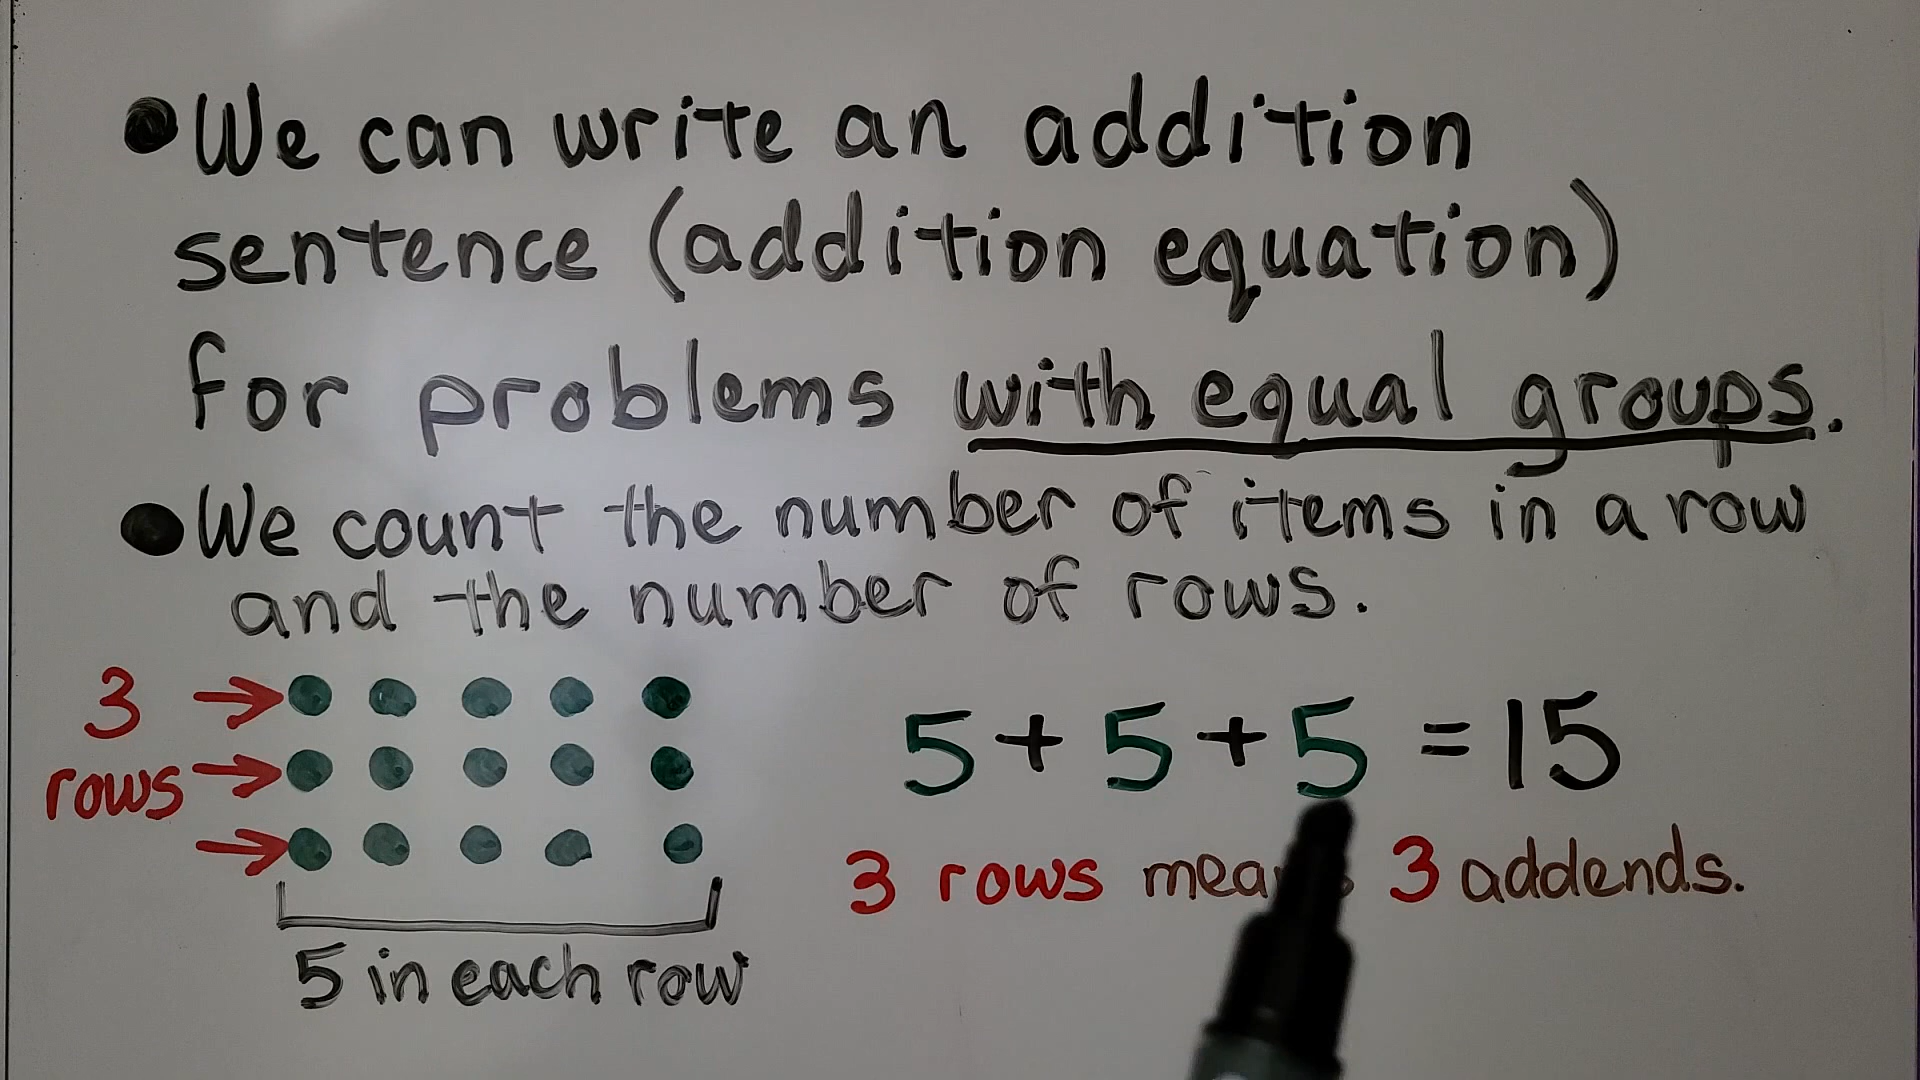 ●We can write an addition
sentence (addition equation)
for problems with equal groups.
●We count the number of items in a row
and the number of rows.
3
rows
5 in each row
5+5+5=15
3 rows 3 addends.